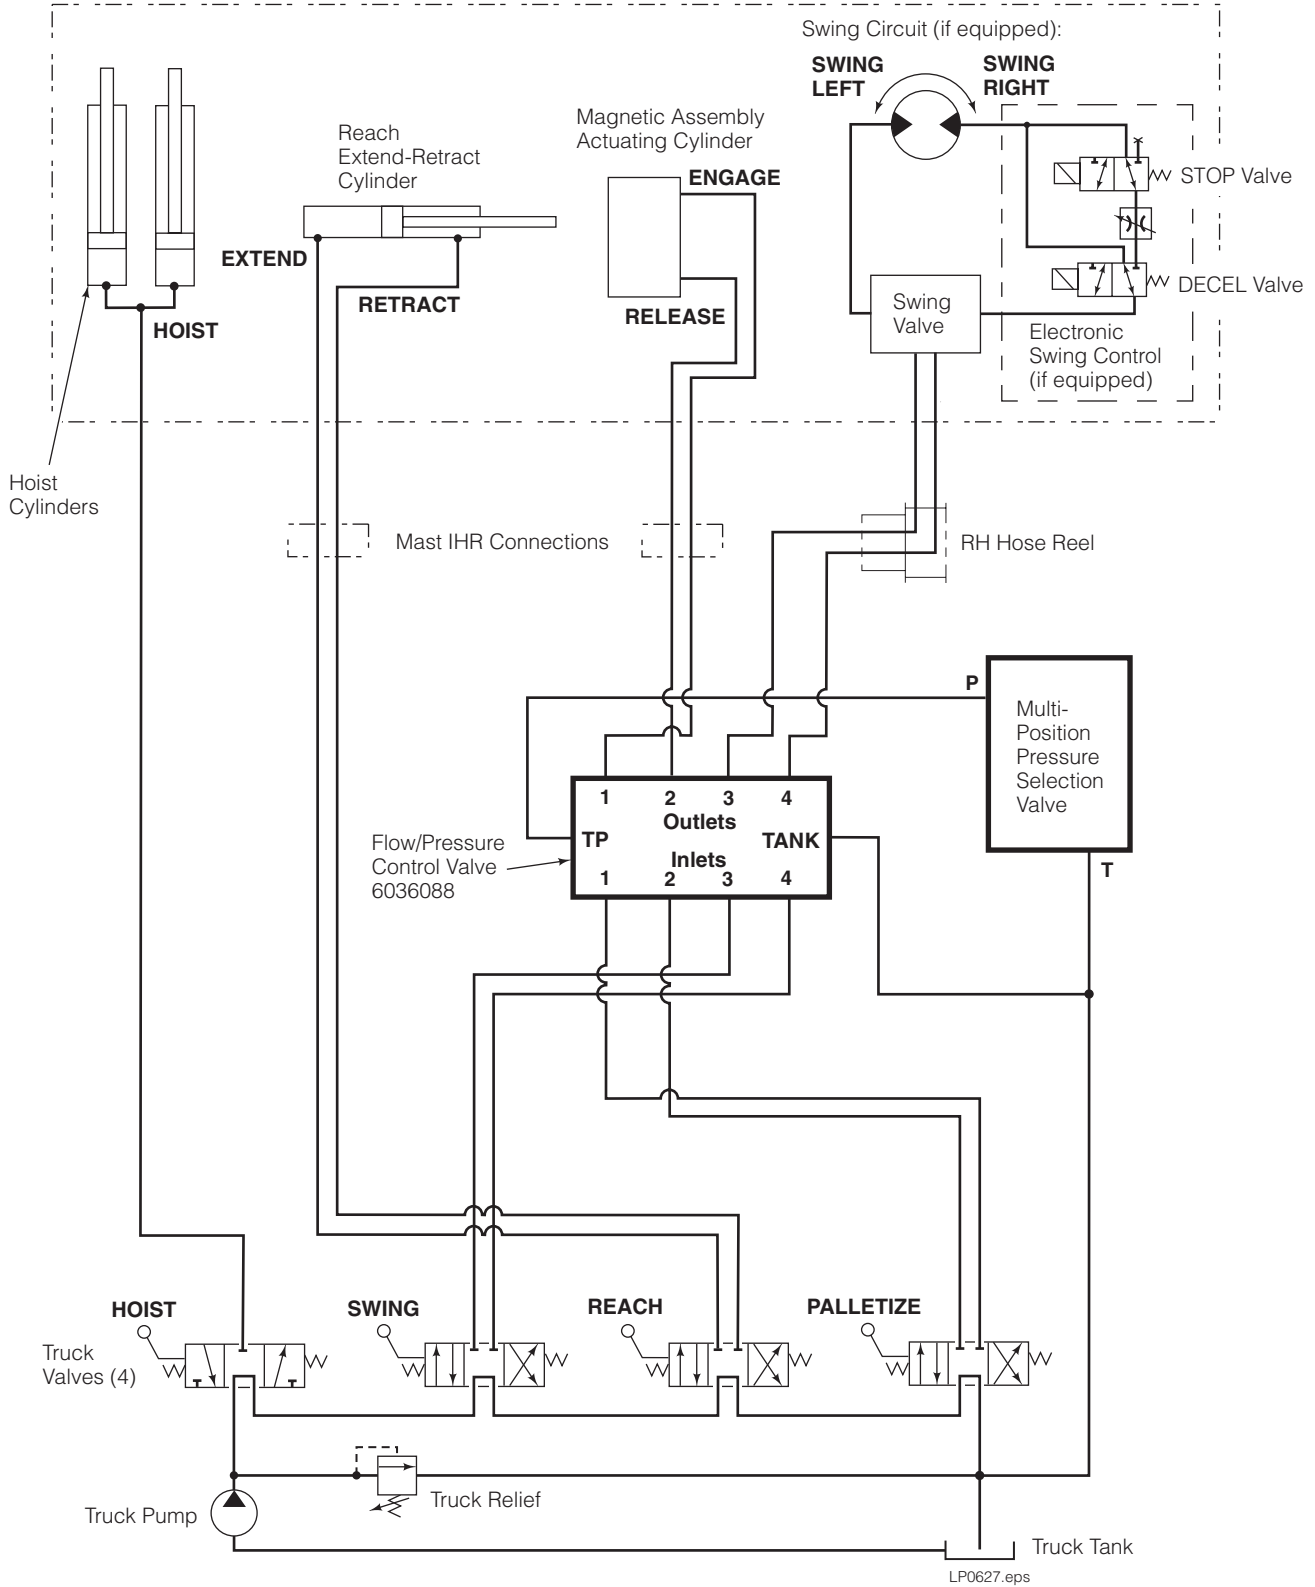 Swing Circuit (if equipped):
SWING
LEFT
SWING
RIGHT
Magnetic Assembly
Actuating Cylinder
Reach
Extend-Retract
Cylinder
ENGAGE
STOP Valve
EXTEND
RETRACT
RELEASE
HOIST
Swing
Valve
DECEL Valve
Electronic
Swing Control
(if equipped)
Hoist
Cylinders
Mast IHR Connections
RH Hose Reel
P
Multi-
Position
Pressure
Selection
Valve
T
1 2 3 4
Outlets
TP
TANK
Inlets
1 2 3 4
Flow/Pressure
Control Valve
6036088
HOIST
SWING
REACH
PALLETIZE
Truck
Valves (4)
Truck Relief
Truck Pump
Truck Tank
LP0627.eps